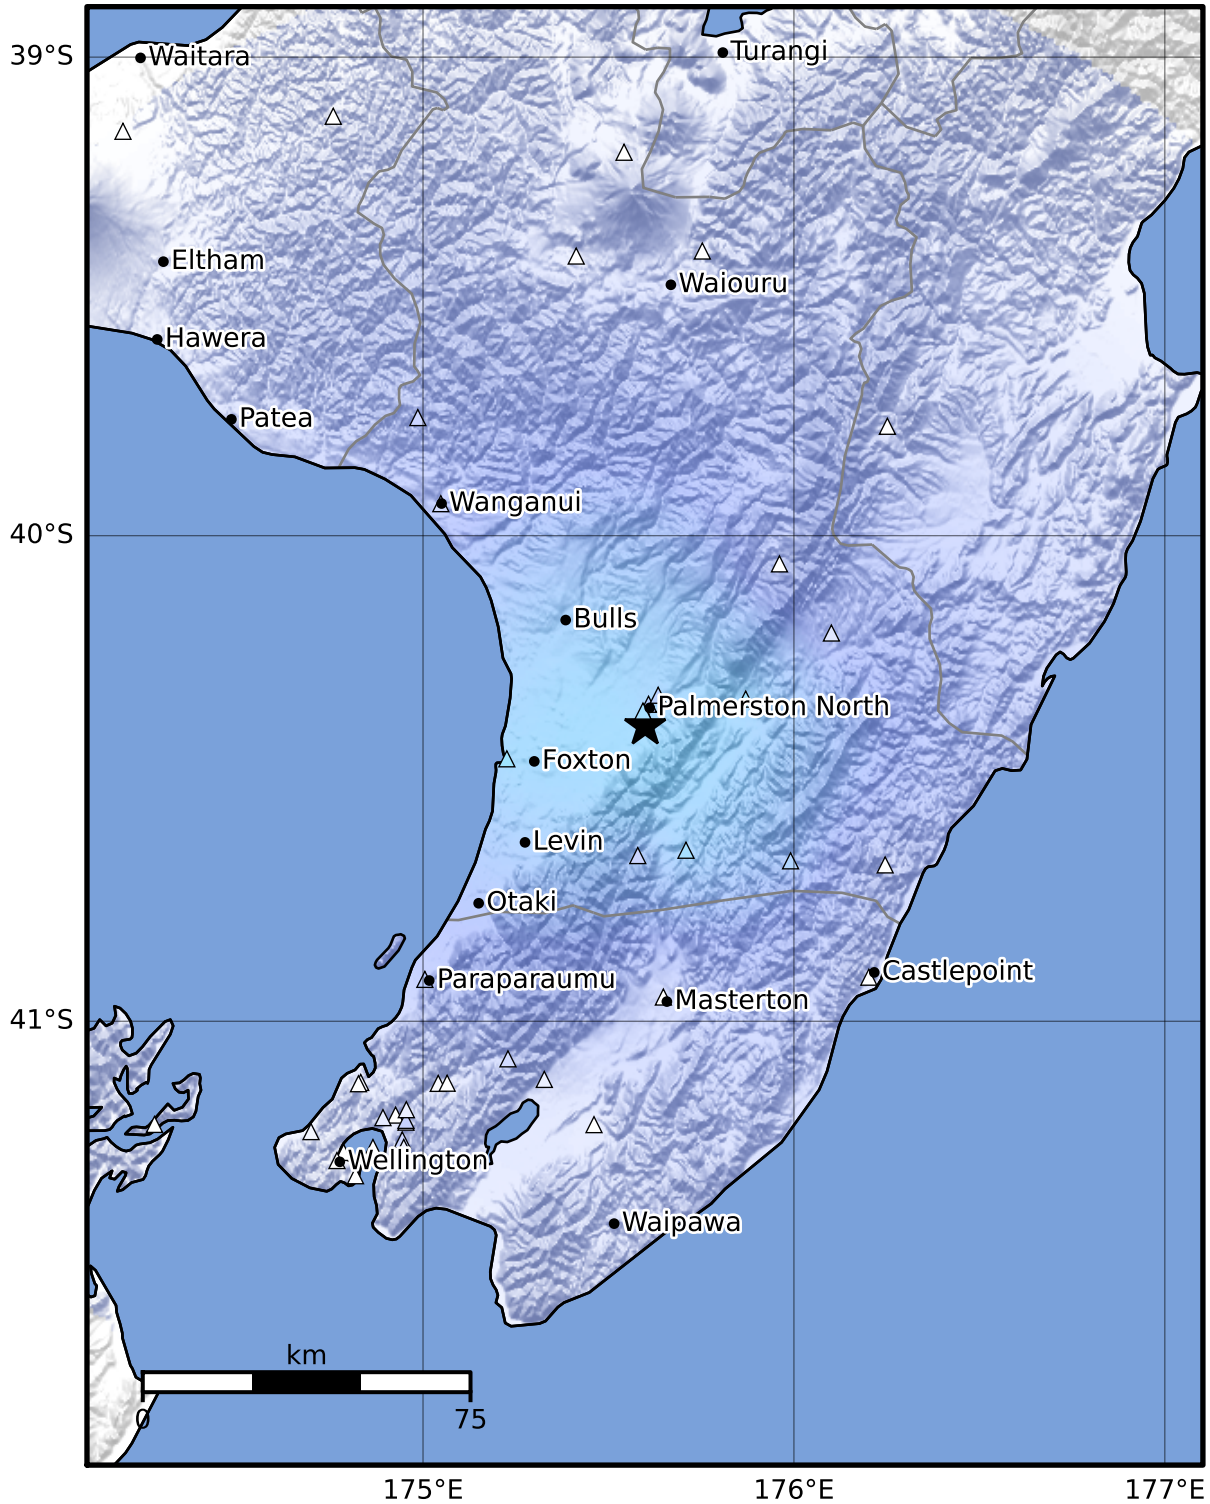 39°S
Waitara
Turangi
Eltham
Waiouru
Hawera
Patea
Wanganui
40°S
Bulls
Palmerston North
Foxton
Levin
Otaki
Castlepoint
Paraparaumu
Masterton
41°S
Wellington
Waipawa
km
0
75
175°E
176°E
177°E